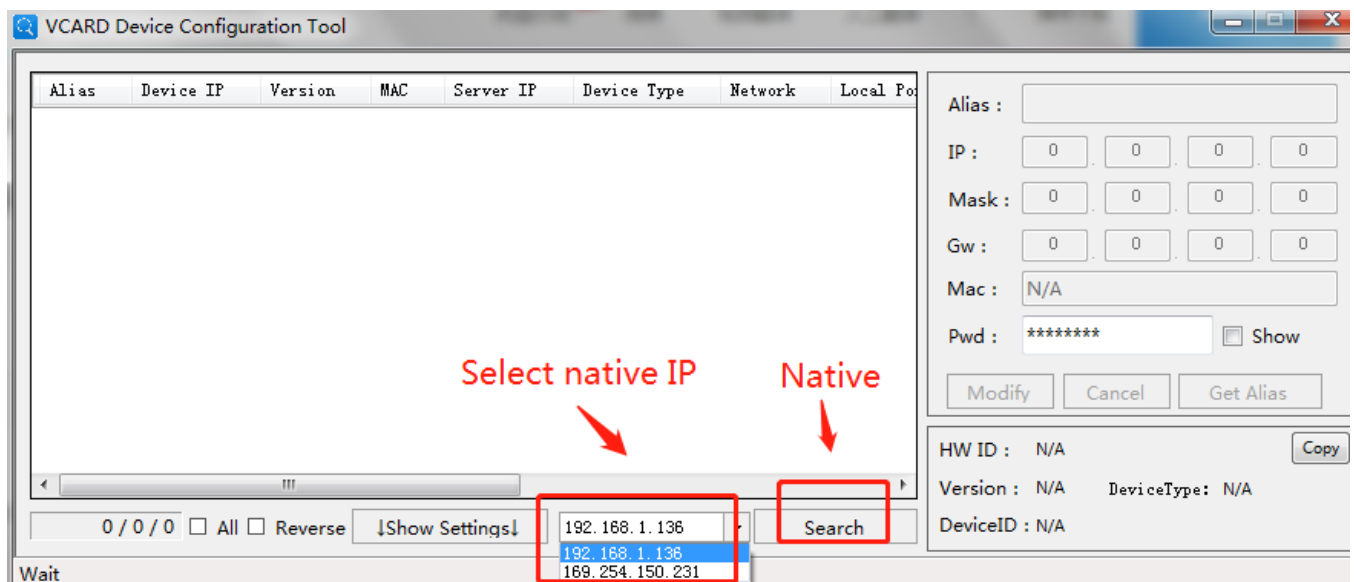 VCARD Device Configuration Tool
Alias Device IP Version MAC Server IP Device Type Network Local
Alias :
IP : 0 . 0 . 0 . 0
Mask : 0 . 0 . 0 . 0
Gw : 0 . 0 . 0 . 0
Mac : N/A
Pwd : ******** Show
Select native IP
Native
Modify Cancel Get Alias
HW ID : N/A Copy
Version : N/A DeviceType: N/A
DeviceID : N/A
0 / 0 / 0 All Reverse ↓Show Settings↓ 192.168.1.136 Search
192.168.1.136
169.254.150.231
Wait